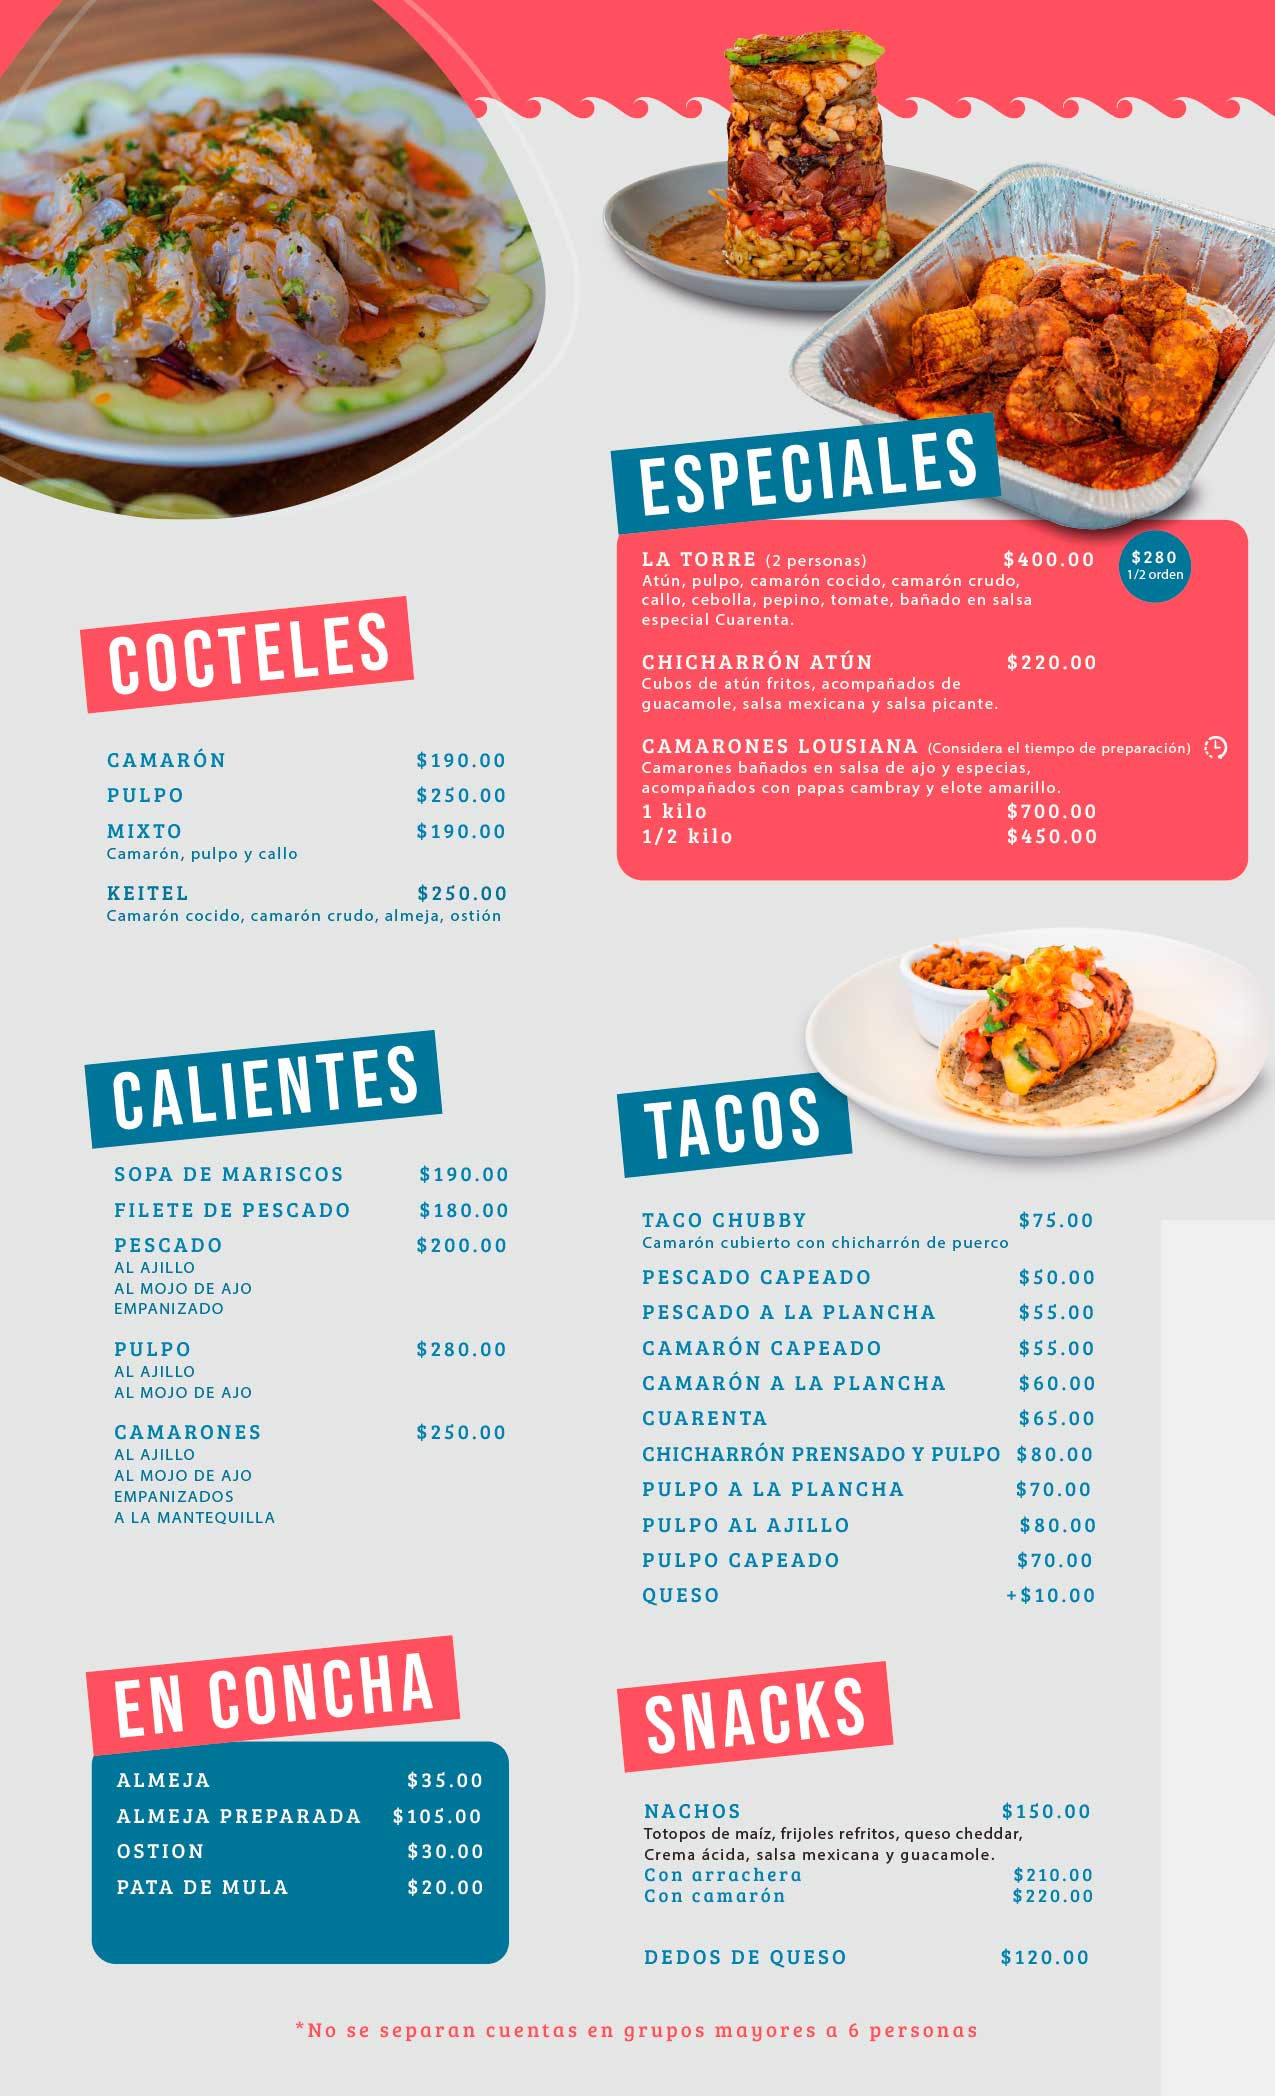 COCTELES
CAMARÓN $190.00
PULPO $250.00
MIXTO $190.00
Camarón, pulpo y callo
KEITEL $250.00
Camarón cocido, camarón crudo, almeja, ostión
CALIENTES
SOPA DE MARISCOS $190.00
FILETE DE PESCADO $180.00
PESCADO $200.00
AL AJILLO
AL MOJO DE AJO
EMPANIZADO
PULPO $280.00
AL AJILLO
AL MOJO DE AJO
CAMARONES $250.00
AL AJILLO
AL MOJO DE AJO
EMPANIZADOS
A LA MANTEQUILLA
EN CONCHA
ALMEJA $35.00
ALMEJA PREPARADA $105.00
OSTION $30.00
PATA DE MULA $20.00
ESPECIALES
LA TORRE (2 personas) $400.00
$280
1/2 orden
Atún, pulpo, camarón cocido, camarón crudo,
callo, cebolla, pepino, tomate, bañado en salsa
especial Cuarenta.
CHICHARRÓN ATÚN $220.00
Cubos de atún fritos, acompañados de
guacamole, salsa mexicana y salsa picante.
CAMARONES LOUSIANA (Considera el tiempo de preparación)
Camarones bañados en salsa de ajo y especias,
acompañados con papas cambray y elote amarillo.
1 kilo $700.00
1/2 kilo $450.00
TACOS
TACO CHUBBY $75.00
Camarón cubierto con chicharrón de puerco
PESCADO CAPEADO $50.00
PESCADO A LA PLANCHA $55.00
CAMARÓN CAPEADO $55.00
CAMARÓN A LA PLANCHA $60.00
CUARENTA $65.00
CHICHARRÓN PRENSADO Y PULPO $80.00
PULPO A LA PLANCHA $70.00
PULPO AL AJILLO $80.00
PULPO CAPEADO $70.00
QUESO +$10.00
SNACKS
NACHOS $150.00
Totopos de maíz, frijoles refritos, queso cheddar,
Crema ácida, salsa mexicana y guacamole.
Con arrachera $210.00
Con camarón $220.00
DEDOS DE QUESO $120.00
*No se separan cuentas en grupos mayores a 6 personas